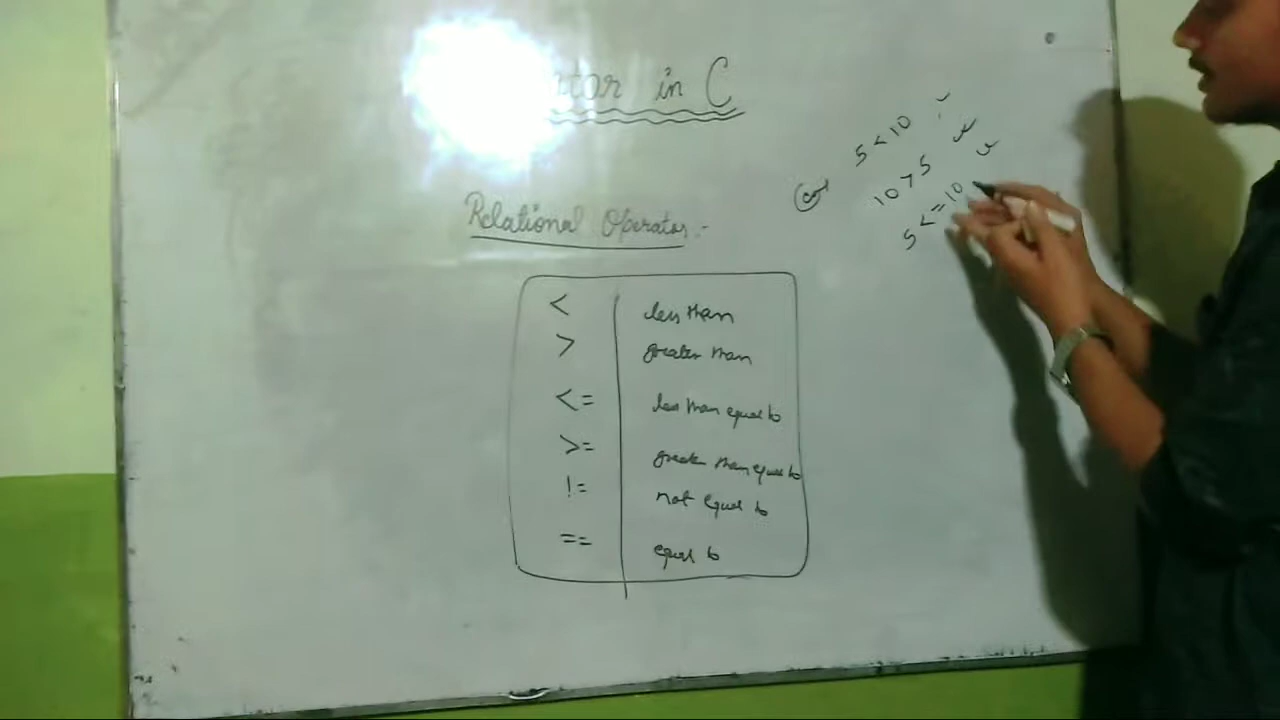 in C
Relational Operator:-
< less than
> greater than
<= less than equal to
>= greater than equal to
!= not equal to
== equal to
5 < 10
10 > 5
5 <= 10